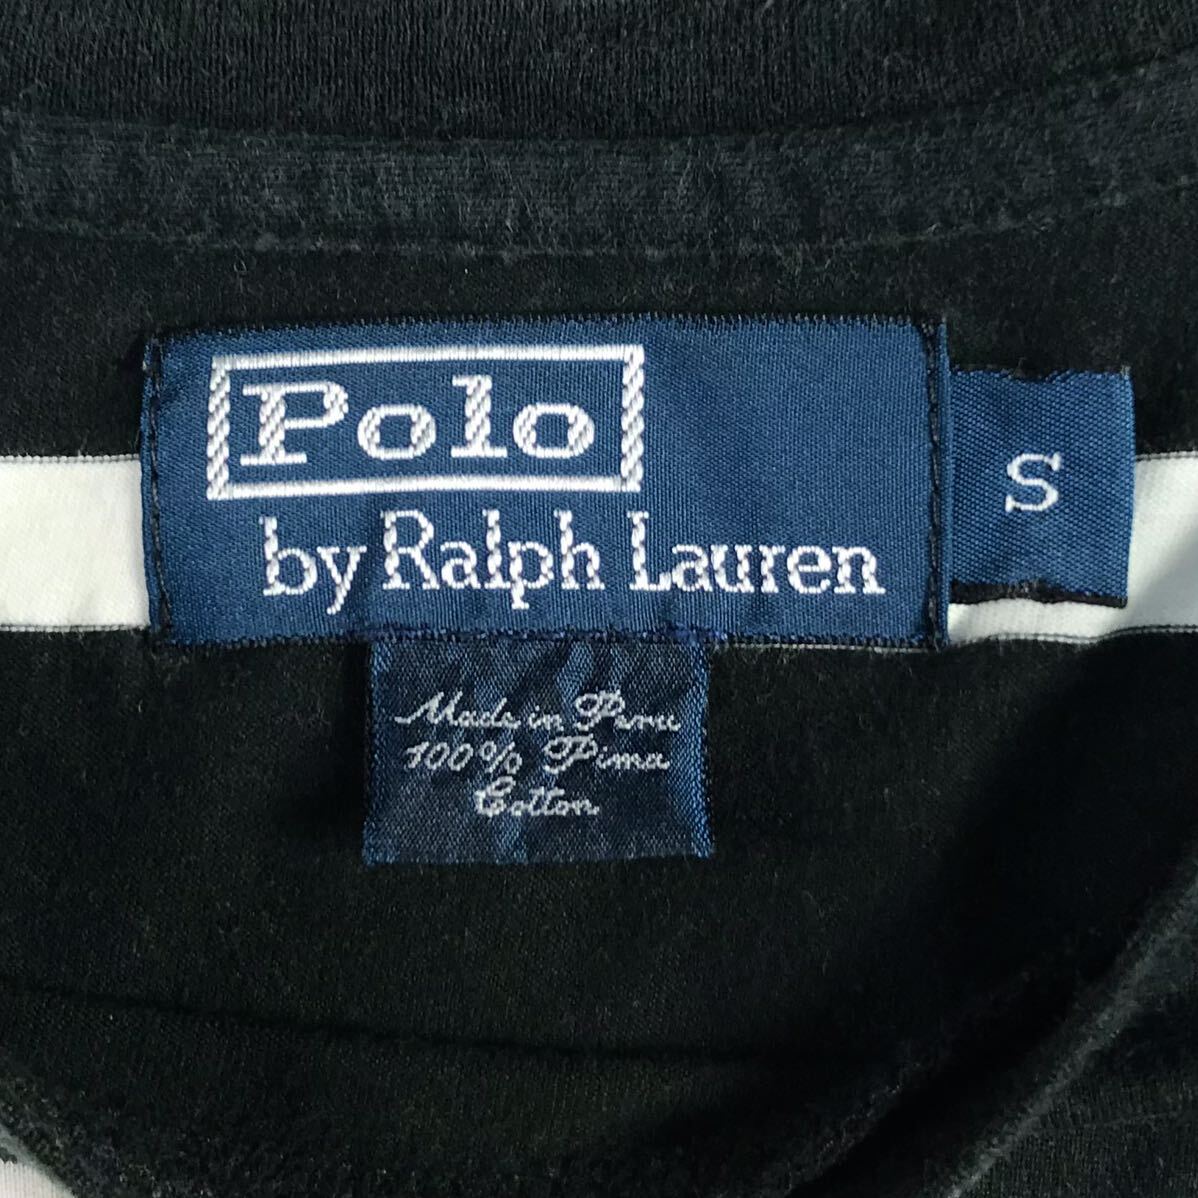 Polo
by Ralph Lauren
S
Made in Peru
100% Pima
Cotton